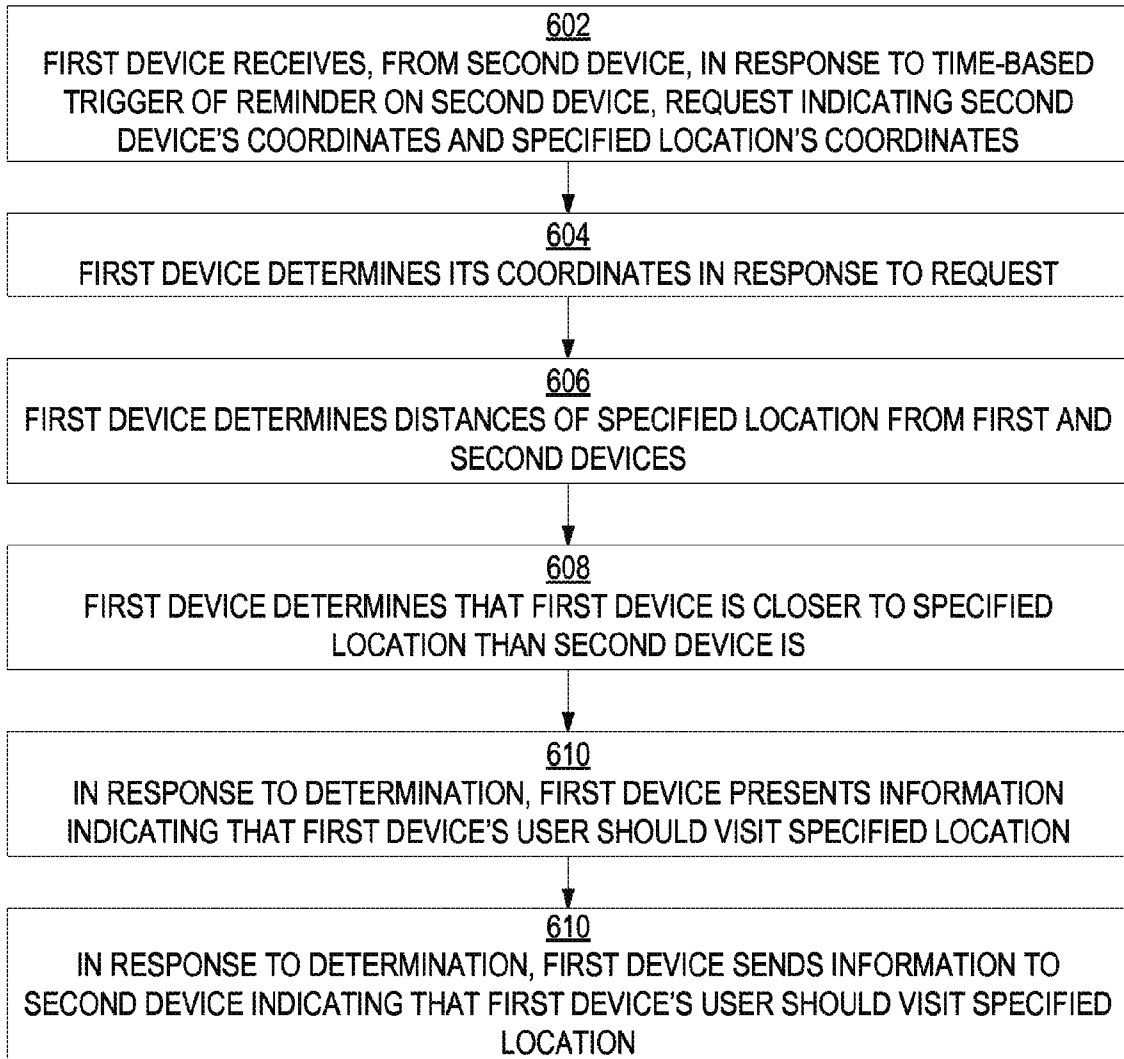 602
FIRST DEVICE RECEIVES, FROM SECOND DEVICE, IN RESPONSE TO TIME-BASED
TRIGGER OF REMINDER ON SECOND DEVICE, REQUEST INDICATING SECOND
DEVICE'S COORDINATES AND SPECIFIED LOCATION'S COORDINATES
604
FIRST DEVICE DETERMINES ITS COORDINATES IN RESPONSE TO REQUEST
606
FIRST DEVICE DETERMINES DISTANCES OF SPECIFIED LOCATION FROM FIRST AND
SECOND DEVICES
608
FIRST DEVICE DETERMINES THAT FIRST DEVICE IS CLOSER TO SPECIFIED
LOCATION THAN SECOND DEVICE IS
610
IN RESPONSE TO DETERMINATION, FIRST DEVICE PRESENTS INFORMATION
INDICATING THAT FIRST DEVICE'S USER SHOULD VISIT SPECIFIED LOCATION
610
IN RESPONSE TO DETERMINATION, FIRST DEVICE SENDS INFORMATION TO
SECOND DEVICE INDICATING THAT FIRST DEVICE'S USER SHOULD VISIT SPECIFIED
LOCATION